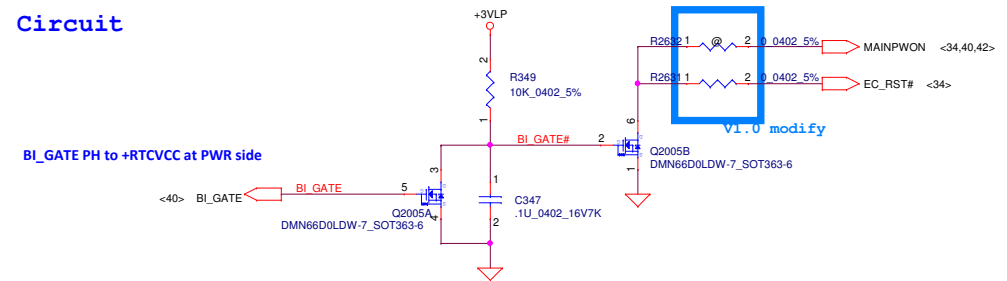 Circuit
+3VLP
R2632 1 @ 2 0_0402_5% MAINPWON <34,40,42>
2
R349
R2631 1 2 0_0402_5% EC_RST# <34>
10K_0402_5%
1
6
V1.0 modify
BI_GATE# 2
BI_GATE PH to +RTCVCC at PWR side
Q2005B
DMN66D0LDW-7_SOT363-6
3
1
1
<40> BI_GATE BI_GATE 5
C347
.1U_0402_16V7K
Q2005A
4
2
DMN66D0LDW-7_SOT363-6
+3VLP